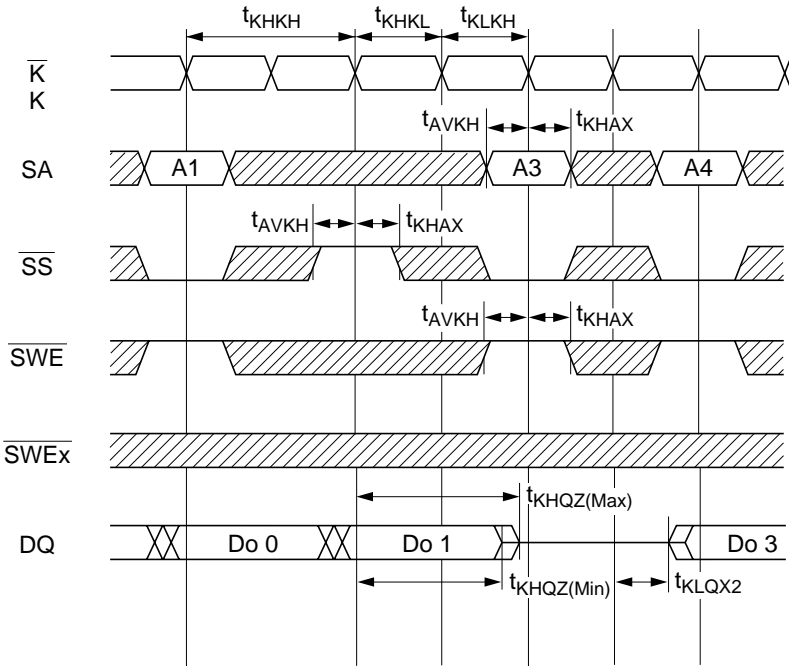 tKHKH tKHKL tKLKH
K
K
tAVKH tKHAX
SA A1 A3 A4
tAVKH tKHAX
SS
tAVKH tKHAX
SWE
SWEx
tKHQZ(Max)
DQ Do 0 Do 1 Do 3
tKHQZ(Min) tKLQX2